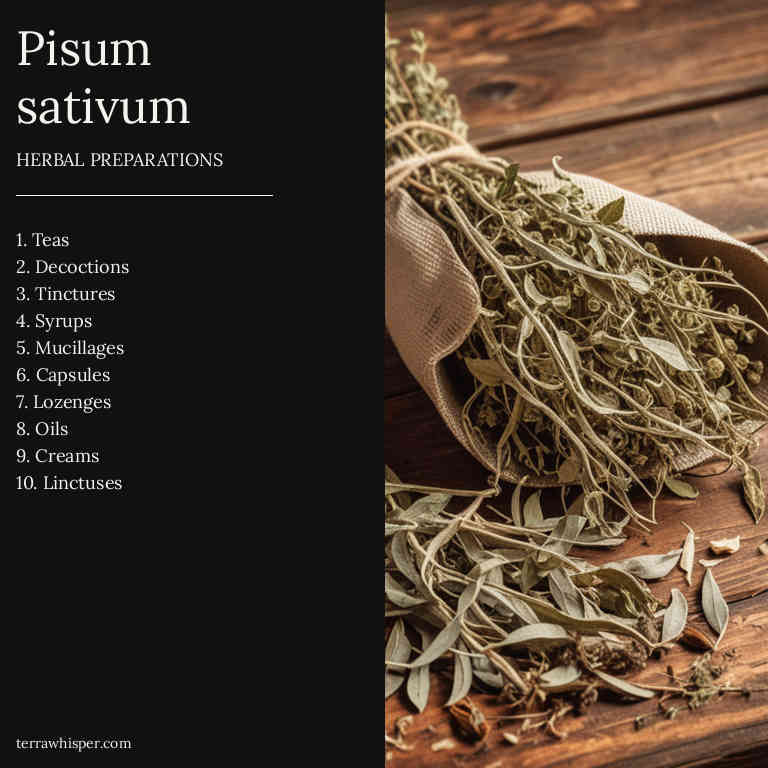 Pisum
sativum
HERBAL PREPARATIONS
1. Teas
2. Decoctions
3. Tinctures
4. Syrups
5. Mucillages
6. Capsules
7. Lozenges
8. Oils
9. Creams
10. Linctuses
terrawhisper.com